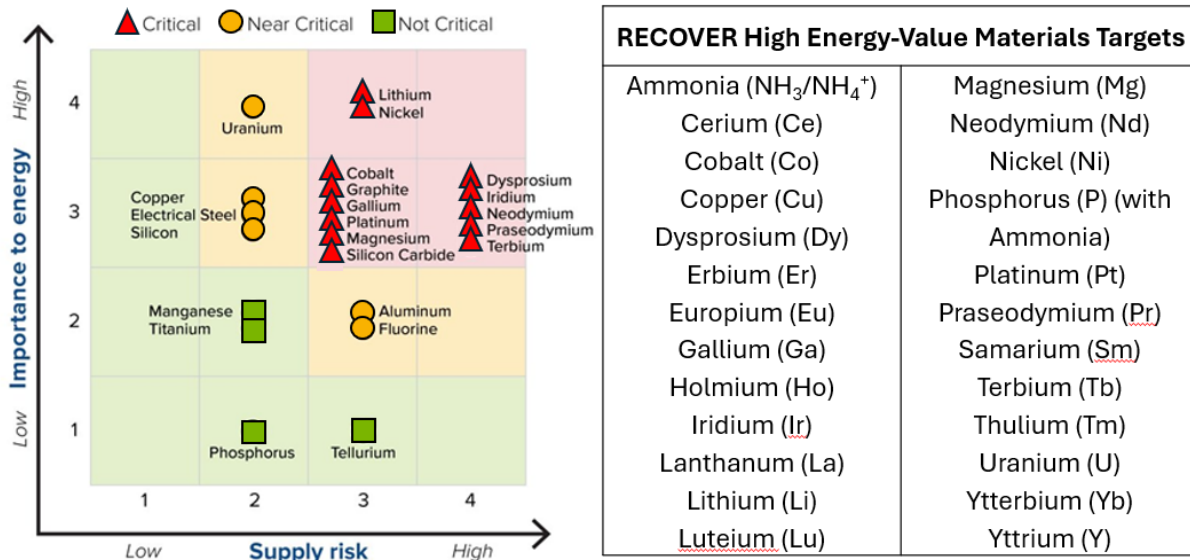 Critical Near Critical Not Critical
Importance to energy
High
Low
4
3
2
1
Uranium
Lithium
Nickel
Copper
Electrical Steel
Silicon
Cobalt
Graphite
Gallium
Platinum
Magnesium
Silicon Carbide
Dysprosium
Iridium
Neodymium
Praseodymium
Terbium
Manganese
Titanium
Aluminum
Fluorine
Phosphorus
Tellurium
1 2 3 4
Low Supply risk High
RECOVER High Energy-Value Materials Targets
Ammonia (NH₃/NH₄⁺)
Cerium (Ce)
Cobalt (Co)
Copper (Cu)
Dysprosium (Dy)
Erbium (Er)
Europium (Eu)
Gallium (Ga)
Holmium (Ho)
Iridium (Ir)
Lanthanum (La)
Lithium (Li)
Luteium (Lu)
Magnesium (Mg)
Neodymium (Nd)
Nickel (Ni)
Phosphorus (P) (with
Ammonia)
Platinum (Pt)
Praseodymium (Pr)
Samarium (Sm)
Terbium (Tb)
Thulium (Tm)
Uranium (U)
Ytterbium (Yb)
Yttrium (Y)